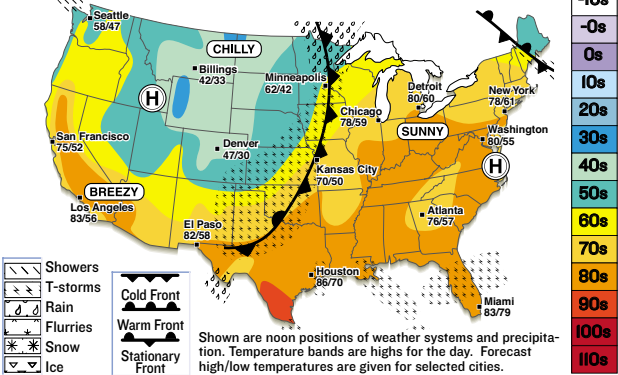 Seattle
58/47
CHILLY
Billings
42/33
Minneapolis
62/42
H
Detroit
80/60
New York
78/61
Chicago
78/59
SUNNY
Washington
80/55
San Francisco
75/52
Denver
47/30
Kansas City
70/50
H
BREEZY
Los Angeles
83/56
El Paso
82/58
Atlanta
76/57
Houston
86/70
Miami
83/79
Showers
T-storms
Rain
Flurries
Snow
Ice
Cold Front
Warm Front
Stationary
Front
Shown are noon positions of weather systems and precipita-
tion. Temperature bands are highs for the day. Forecast
high/low temperatures are given for selected cities.
-10s
-0s
0s
10s
20s
30s
40s
50s
60s
70s
80s
90s
100s
110s